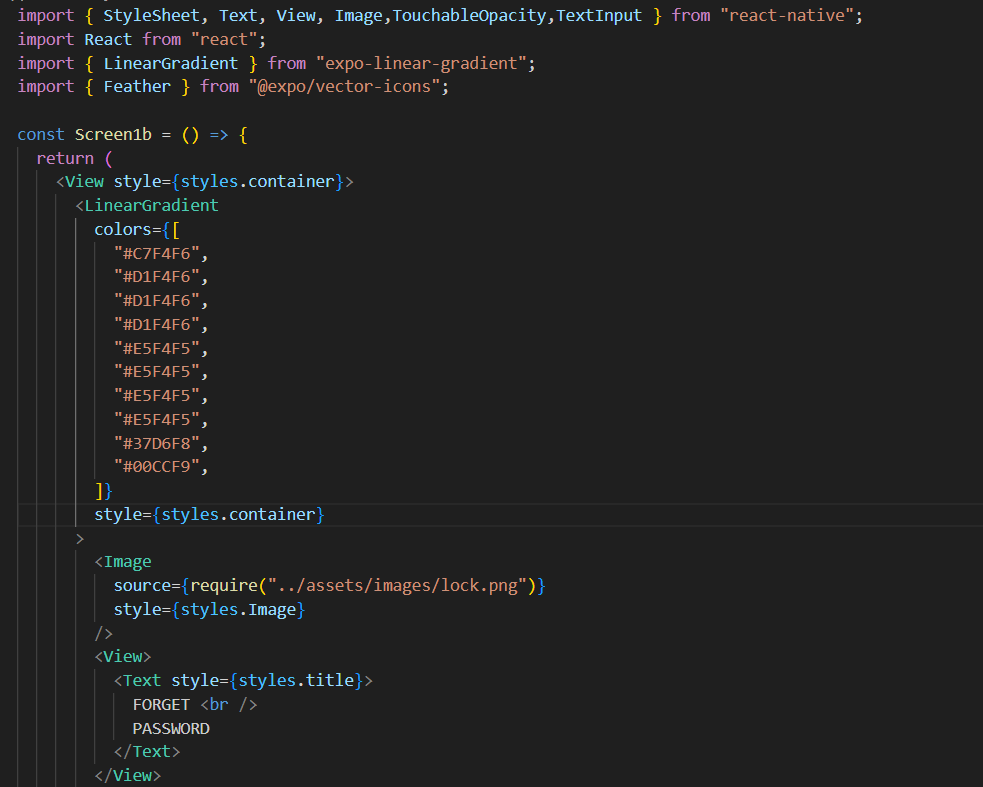 import { StyleSheet, Text, View, Image,TouchableOpacity,TextInput } from "react-native";
import React from "react";
import { LinearGradient } from "expo-linear-gradient";
import { Feather } from "@expo/vector-icons";

const Screen1b = () => {
  return (
    <View style={styles.container}>
      <LinearGradient
        colors={[
          "#C7F4F6",
          "#D1F4F6",
          "#D1F4F6",
          "#D1F4F6",
          "#E5F4F5",
          "#E5F4F5",
          "#E5F4F5",
          "#E5F4F5",
          "#37D6F8",
          "#00CCF9",
        ]}
        style={styles.container}
      >
        <Image
          source={require("../assets/images/lock.png")}
          style={styles.Image}
        />
        <View>
          <Text style={styles.title}>
            FORGET <br />
            PASSWORD
          </Text>
        </View>